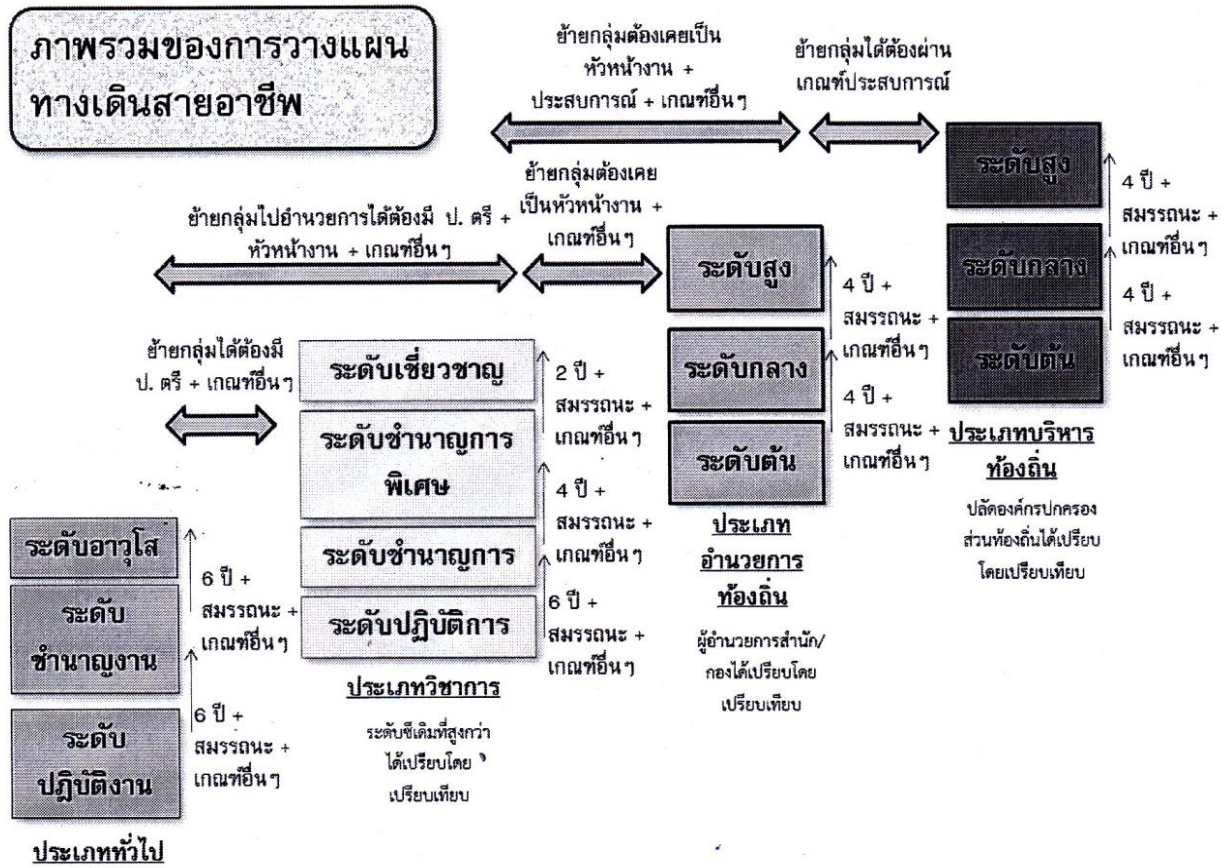 ภาพรวมของการวางแผน
ทางเดินสายอาชีพ
ย้ายกลุ่มต้องเคยเป็น
หัวหน้างาน +
ประสบการณ์ + เกณฑ์อื่นๆ
ย้ายกลุ่มได้ต้องผ่าน
เกณฑ์ประสบการณ์
ย้ายกลุ่มไปอำนวยการได้ต้องมี ป. ตรี +
หัวหน้างาน + เกณฑ์อื่นๆ
ย้ายกลุ่มต้องเคย
เป็นหัวหน้างาน +
เกณฑ์อื่นๆ
ย้ายกลุ่มได้ต้องมี
ป. ตรี + เกณฑ์อื่นๆ
ระดับอาวุโส
ระดับ
ชำนาญงาน
ระดับ
ปฏิบัติงาน
6 ปี +
สมรรถนะ +
เกณฑ์อื่นๆ
6 ปี +
สมรรถนะ +
เกณฑ์อื่นๆ
ประเภททั่วไป
ระดับเชี่ยวชาญ
ระดับชำนาญการ
พิเศษ
ระดับชำนาญการ
ระดับปฏิบัติการ
2 ปี +
สมรรถนะ +
เกณฑ์อื่นๆ
4 ปี +
สมรรถนะ +
เกณฑ์อื่นๆ
6 ปี +
สมรรถนะ +
เกณฑ์อื่นๆ
ประเภทวิชาการ
ระดับซีเดิมที่สูงกว่า
ได้เปรียบโดย
เปรียบเทียบ
ระดับสูง
ระดับกลาง
ระดับต้น
4 ปี +
สมรรถนะ +
เกณฑ์อื่นๆ
4 ปี +
สมรรถนะ +
เกณฑ์อื่นๆ
ประเภท
อำนวยการ
ท้องถิ่น
ผู้อำนวยการสำนัก/
กองได้เปรียบโดย
เปรียบเทียบ
ระดับสูง
ระดับกลาง
ระดับต้น
4 ปี +
สมรรถนะ +
เกณฑ์อื่นๆ
4 ปี +
สมรรถนะ +
เกณฑ์อื่นๆ
ประเภทบริหาร
ท้องถิ่น
ปลัดองค์กรปกครอง
ส่วนท้องถิ่นได้เปรียบ
โดยเปรียบเทียบ